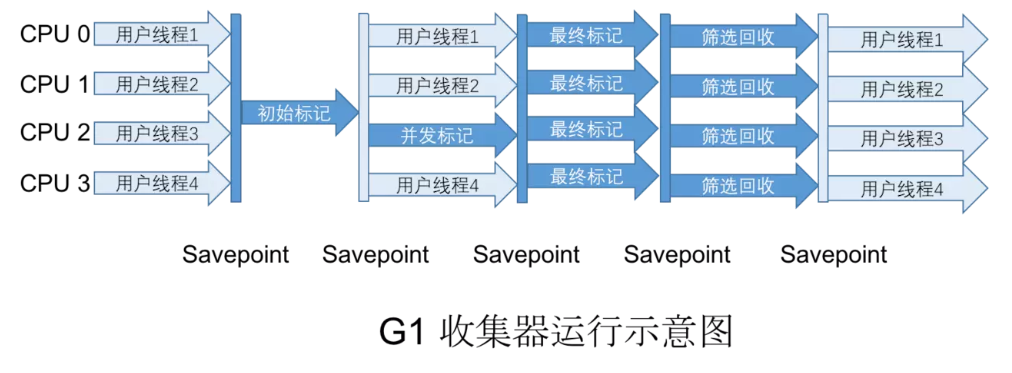 CPU 0 用户线程1 用户线程1 最终标记 筛选回收 用户线程1
CPU 1 用户线程2 初始标记 用户线程2 最终标记 筛选回收 用户线程2
CPU 2 用户线程3 并发标记 最终标记 筛选回收 用户线程3
CPU 3 用户线程4 用户线程4 最终标记 筛选回收 用户线程4
Savepoint Savepoint Savepoint Savepoint Savepoint
G1 收集器运行示意图